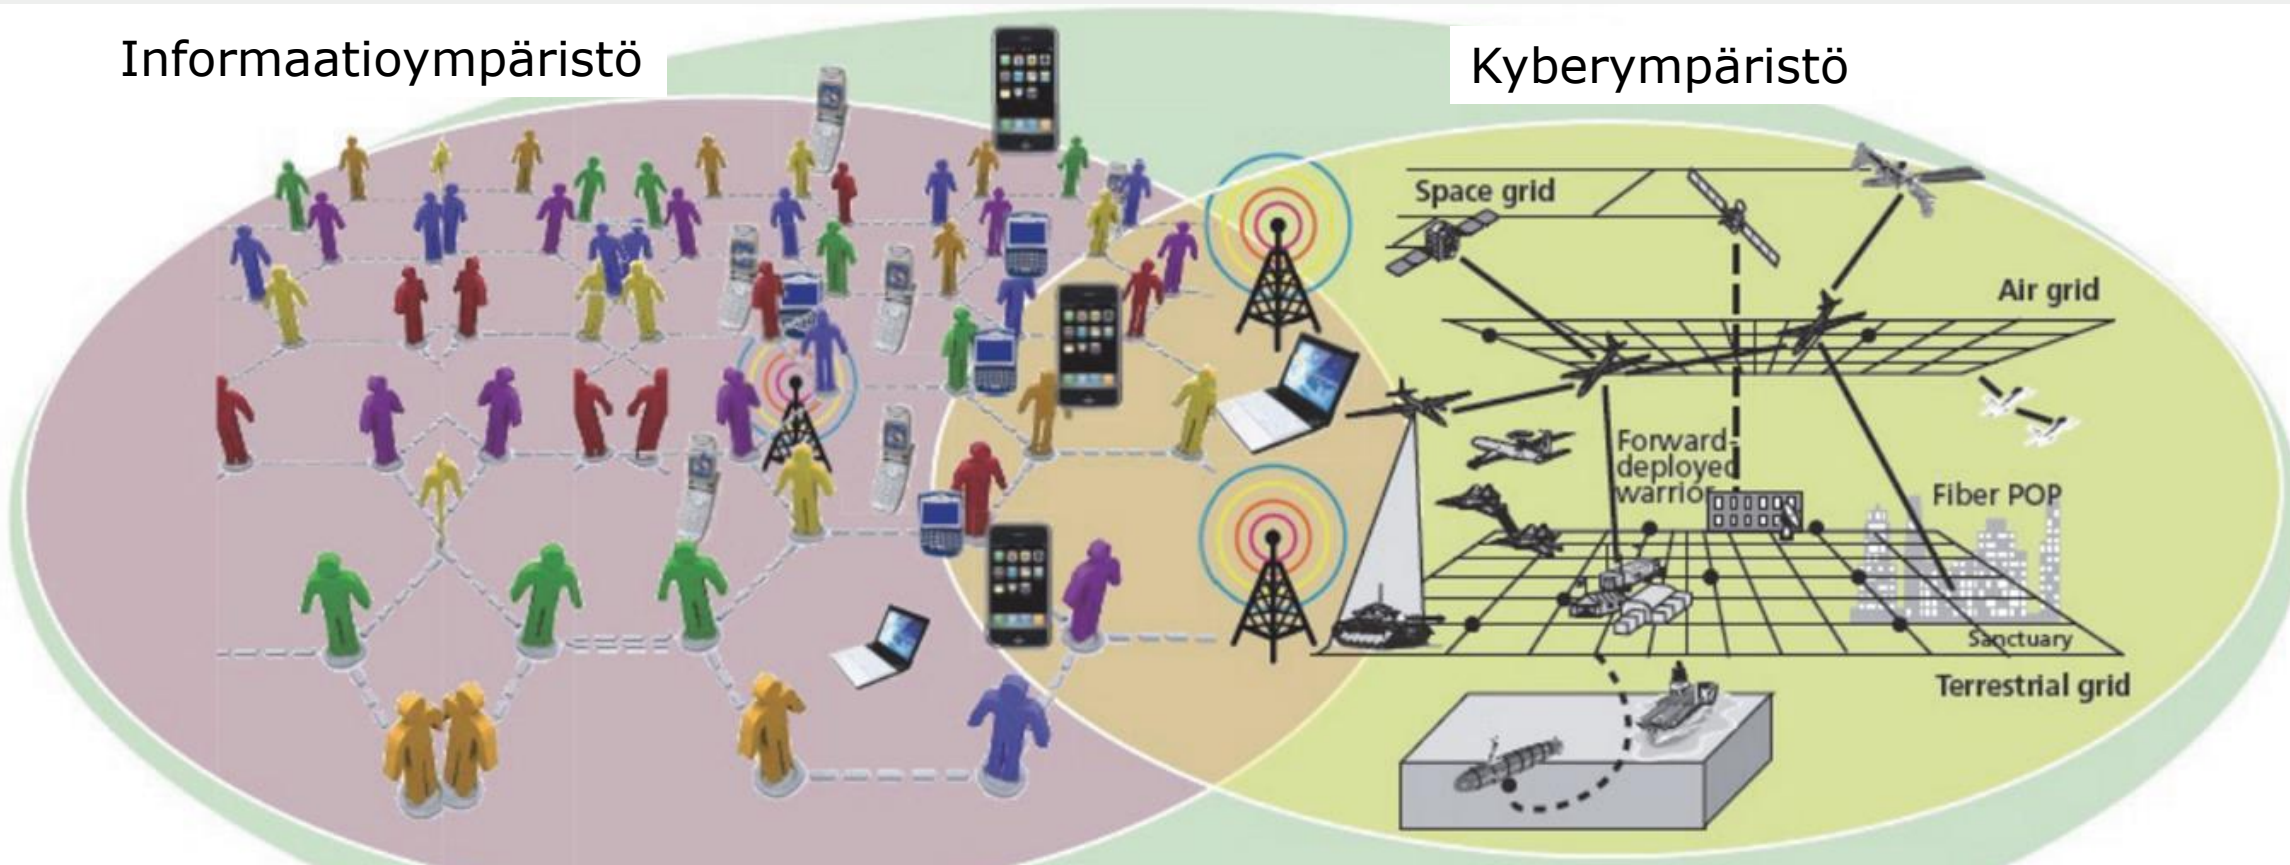 Informaatioympäristö
Kyberympäristö
Space grid
Air grid
Forward-
deployed
warrior
Fiber POP
Sanctuary
Terrestrial grid